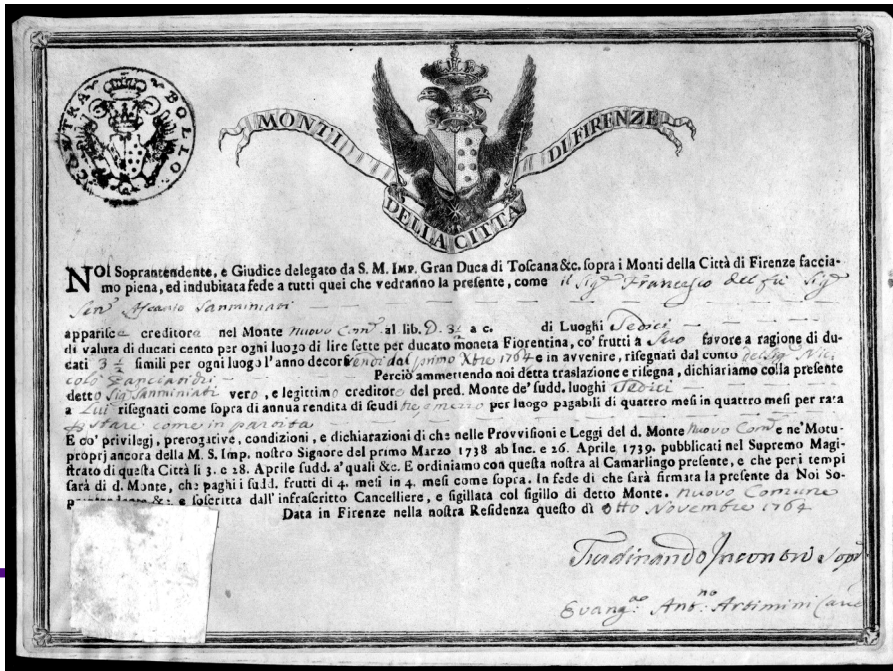 CONTRA BOLLO
MONTI DI FIRENZE
DELLA CITTÀ
NOI Soprantendente, e Giudice delegato da S. M. IMP. Gran Duca di Toscana &c. sopra i Monti della Città di Firenze faccia-
mo piena, ed indubitata fede a tutti quei che vedranno la presente, come il Sig.re Francesco del fù Sig.re
Sen.re Ascanio Sanminiati
apparisce creditore nel Monte Nuovo Com.e al lib. D. 3.° a c. di Luoghi Tedici
di valuta di ducati cento per ogni luogo di lire sette per ducato moneta Fiorentina, co' frutti a Suo favore a ragione di du-
cati 3 ½ simili per ogni luogo l'anno decorsi Vendi dal primo Xbre 1764 e in avvenire, risegnati dal conto del Sig. Nic-
colò Panciatichi
Perciò ammettendo noi detta traslazione e risegna, dichiariamo colla presente
detto Sig. Sanminiati vero, e legittimo creditore del pred. Monte de' sudd. luoghi Tedici
a Lui risegnati come sopra di annua rendita di scudi tre e mezzo per luogo pagabili di quattro mesi in quattro mesi per rata
Stare come in partita
E co' privilegj, prerogative, condizioni, e dichiarazioni di che nelle Provvisioni e Leggi del d. Monte Nuovo Com.e e ne' Motu-
proprj ancora della M. S. Imp. nostro Signore del primo Marzo 1738 ab Inc. e 26. Aprile 1739. pubblicati nel Supremo Magi-
strato di questa Città li 3. e 28. Aprile sudd. a' quali &c. E ordiniamo con questa nostra al Camarlingo presente, e che per i tempi
sarà di d. Monte, che paghi i sudd. frutti di 4. mesi in 4. mesi come sopra. In fede di che sarà firmata la presente da Noi So-
&c. e soscritta dall' infrascritto Cancelliere, e sigillata col sigillo di detto Monte. Nuovo Comune
Data in Firenze nella nostra Residenza questo dì Otto Novembre 1764
Ferdinando Incontri Sopr.
Evang.ta Ant.no Artimini Canc